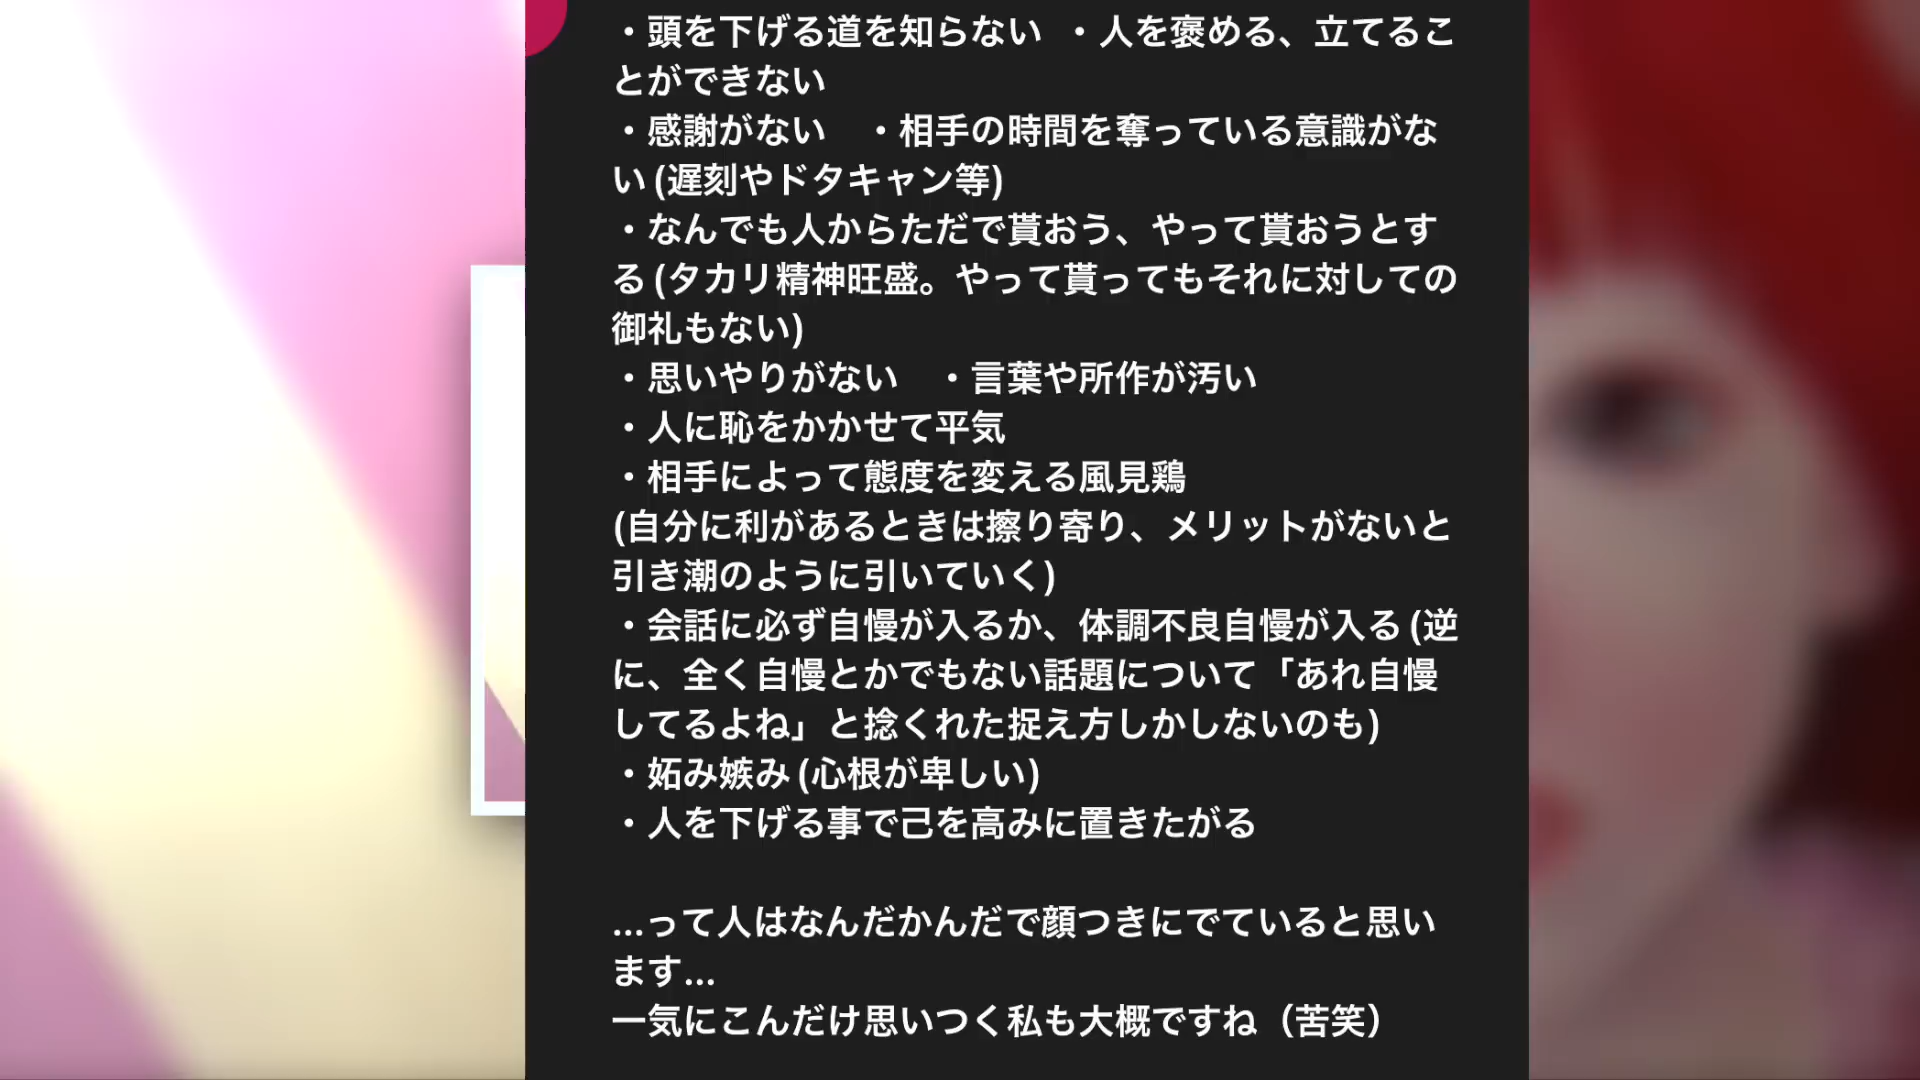 ・頭を下げる道を知らない ・人を褒める、立てるこ
とができない
・感謝がない　・相手の時間を奪っている意識がな
い(遅刻やドタキャン等)
・なんでも人からただで貰おう、やって貰おうとす
る(タカリ精神旺盛。やって貰ってもそれに対しての
御礼もない)
・思いやりがない　・言葉や所作が汚い
・人に恥をかかせて平気
・相手によって態度を変える風見鶏
(自分に利があるときは擦り寄り、メリットがないと
引き潮のように引いていく)
・会話に必ず自慢が入るか、体調不良自慢が入る(逆
に、全く自慢とかでもない話題について「あれ自慢
してるよね」と捻くれた捉え方しかしないのも)
・妬み嫉み(心根が卑しい)
・人を下げる事で己を高みに置きたがる
...って人はなんだかんだで顔つきにでていると思い
ます...
一気にこんだけ思いつく私も大概ですね（苦笑）